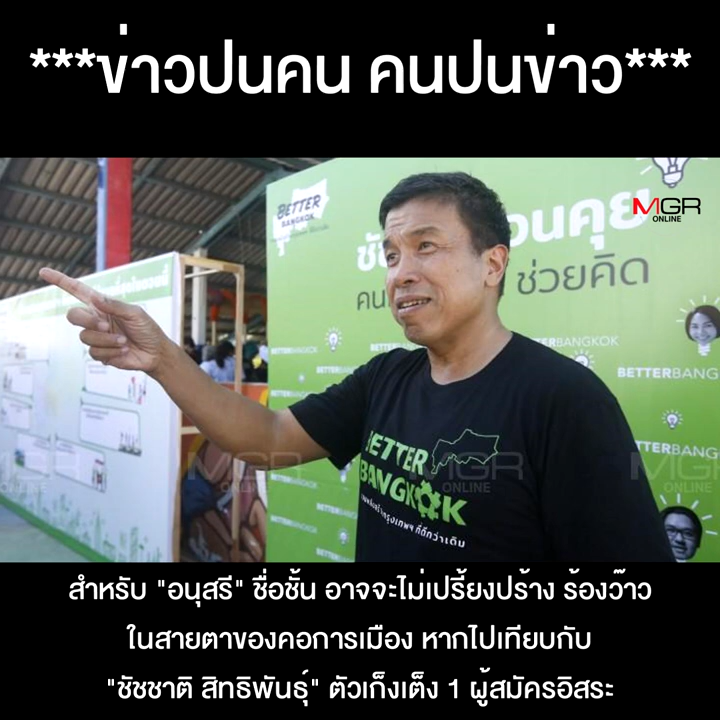 ***ข่าวปนคน คนปนข่าว***
MGR
ONLINE
BETTER
BANGKOK
ช่วยคิด
BETTERBANGKOK
BETTERBANG
BETTER
BANGKOK
MGR
ONLINE
MGR
ONLINE
MGR
ONLINE
สำหรับ "อนุสรี" ชื่อชั้น อาจจะไม่เปรี้ยงปร้าง ร้องว๊าว
ในสายตาของคอการเมือง หากไปเทียบกับ
"ชัชชาติ สิทธิพันธุ์" ตัวเก็งเต็ง 1 ผู้สมัครอิสระ